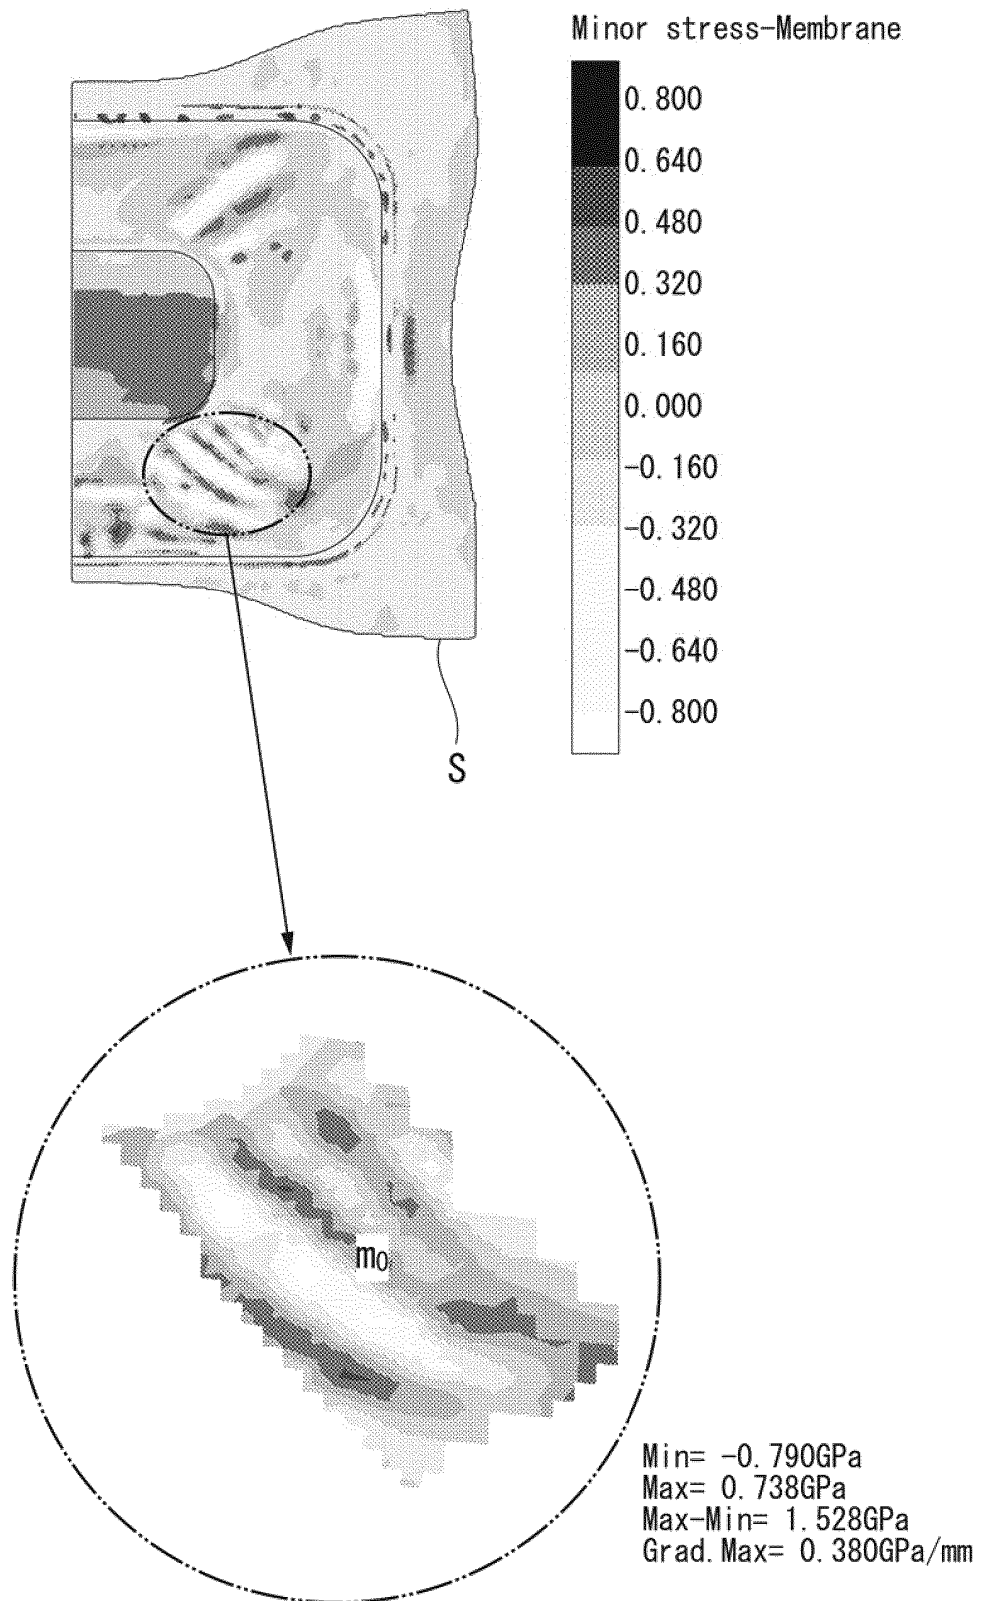 Minor stress-Membrane
0.800
0.640
0.480
0.320
0.160
0.000
-0.160
-0.320
-0.480
-0.640
-0.800
S
m0
Min= -0.790GPa
Max= 0.738GPa
Max-Min= 1.528GPa
Grad.Max= 0.380GPa/mm